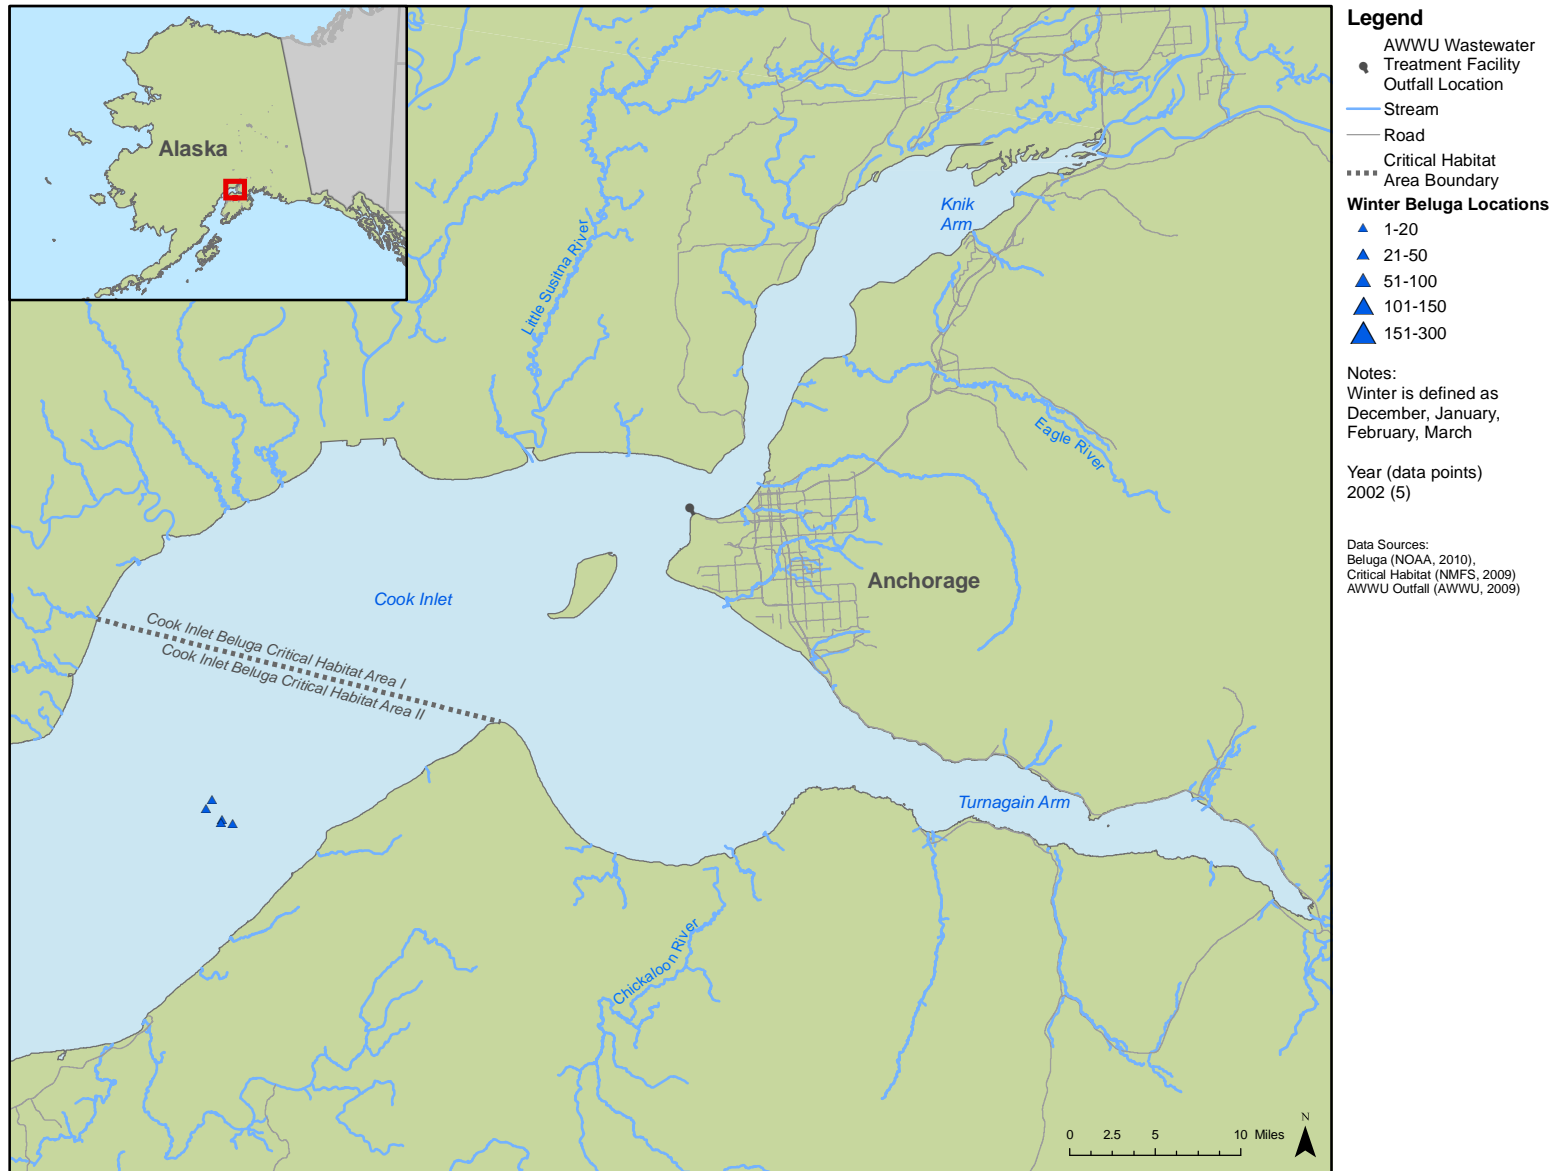 Alaska
Knik
Arm
Little Susitna River
Eagle River
Anchorage
Cook Inlet
Cook Inlet Beluga Critical Habitat Area I
Cook Inlet Beluga Critical Habitat Area II
Turnagain Arm
Chickaloon River
0 2.5 5 10 Miles
N
Legend
AWWU Wastewater
Treatment Facility
Outfall Location
Stream
Road
Critical Habitat
Area Boundary
Winter Beluga Locations
1-20
21-50
51-100
101-150
151-300
Notes:
Winter is defined as
December, January,
February, March
Year (data points)
2002 (5)
Data Sources:
Beluga (NOAA, 2010),
Critical Habitat (NMFS, 2009)
AWWU Outfall (AWWU, 2009)